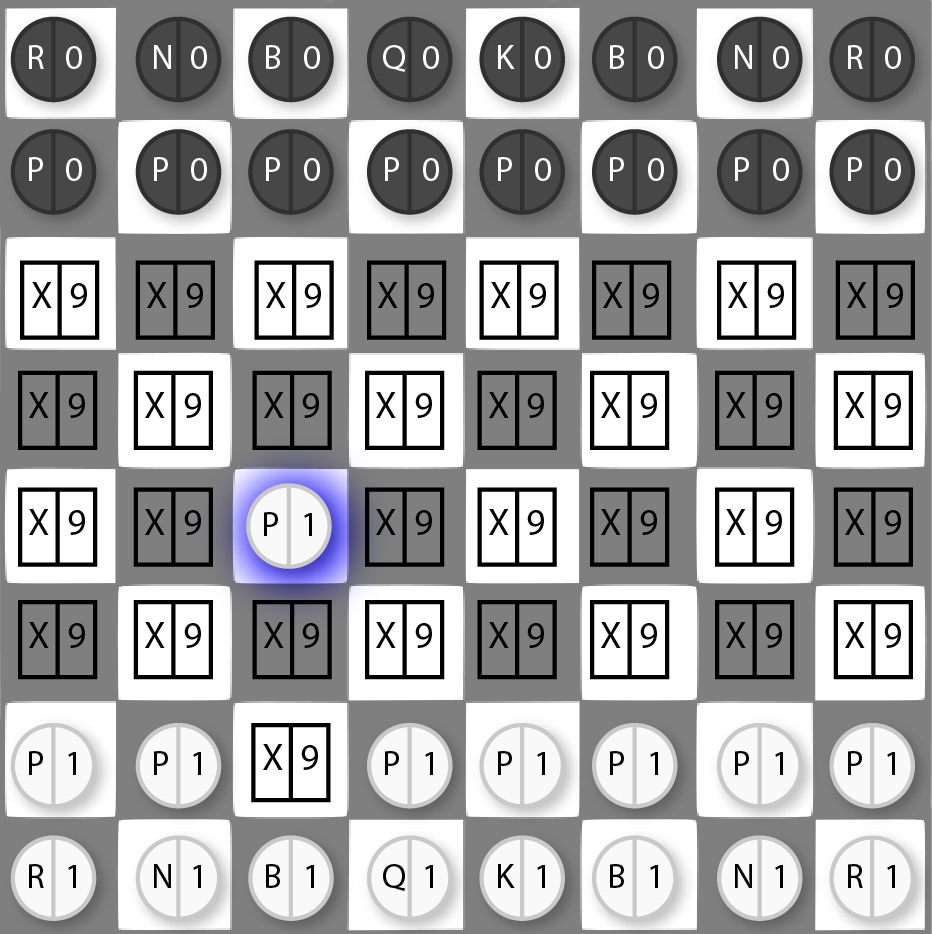 R 0 N 0 B 0 Q 0 K 0 B 0 N 0 R 0
P 0 P 0 P 0 P 0 P 0 P 0 P 0 P 0
X 9 X 9 X 9 X 9 X 9 X 9 X 9 X 9
X 9 X 9 X 9 X 9 X 9 X 9 X 9 X 9
X 9 X 9 P 1 X 9 X 9 X 9 X 9 X 9
X 9 X 9 X 9 X 9 X 9 X 9 X 9 X 9
P 1 P 1 X 9 P 1 P 1 P 1 P 1 P 1
R 1 N 1 B 1 Q 1 K 1 B 1 N 1 R 1